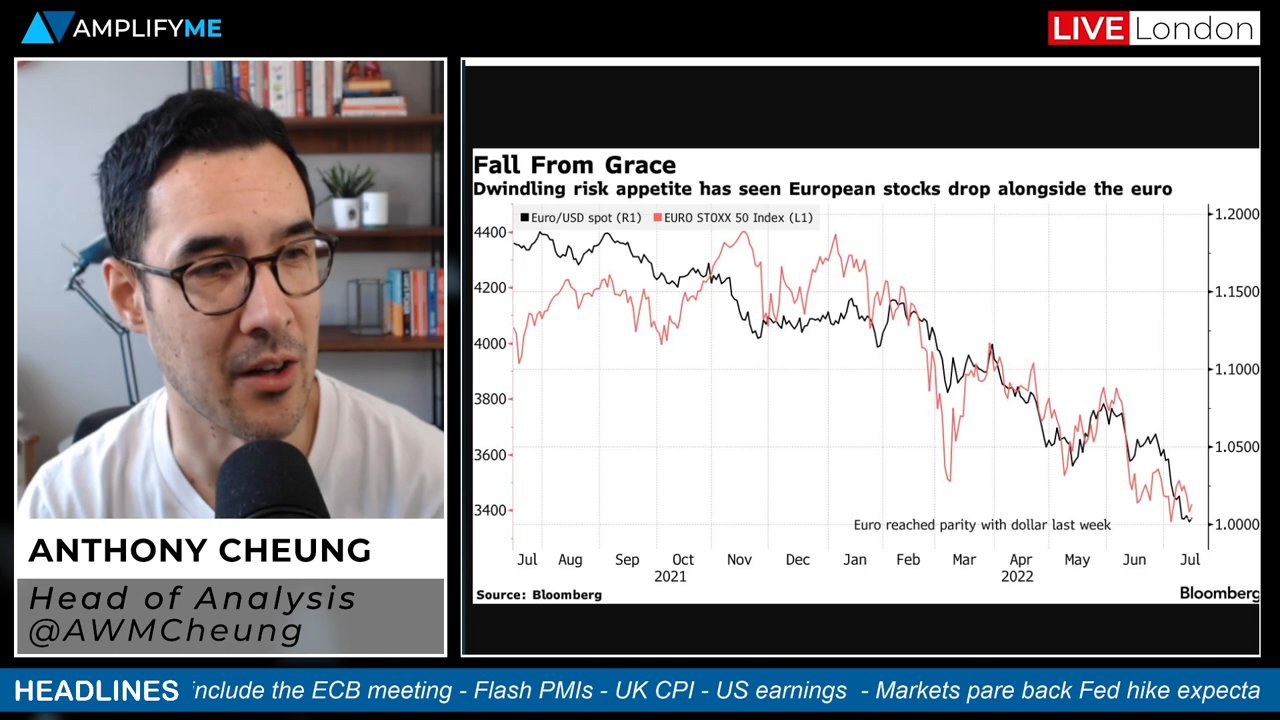 AMPLIFYME
LIVE London
Fall From Grace
Dwindling risk appetite has seen European stocks drop alongside the euro
Euro/USD spot (R1) EURO STOXX 50 Index (L1)
4400
4200
4000
3800
3600
3400
1.2000
1.1500
1.1000
1.0500
1.0000
Euro reached parity with dollar last week
Jul Aug Sep Oct Nov Dec Jan Feb Mar Apr May Jun Jul
2021 2022
Source: Bloomberg
Bloomberg
ANTHONY CHEUNG
Head of Analysis
@AWMCheung
HEADLINES include the ECB meeting - Flash PMIs - UK CPI - US earnings - Markets pare back Fed hike expecta